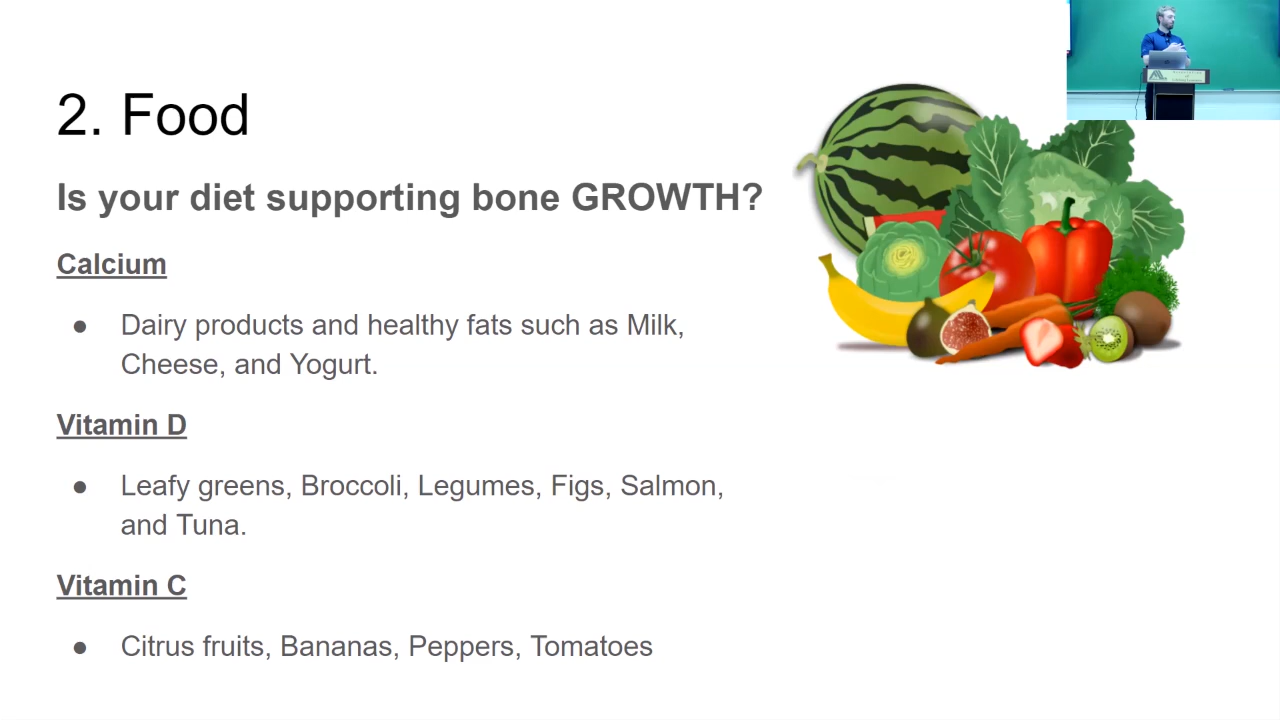 2. Food
Is your diet supporting bone GROWTH?
Calcium
● Dairy products and healthy fats such as Milk,
Cheese, and Yogurt.
Vitamin D
● Leafy greens, Broccoli, Legumes, Figs, Salmon,
and Tuna.
Vitamin C
● Citrus fruits, Bananas, Peppers, Tomatoes